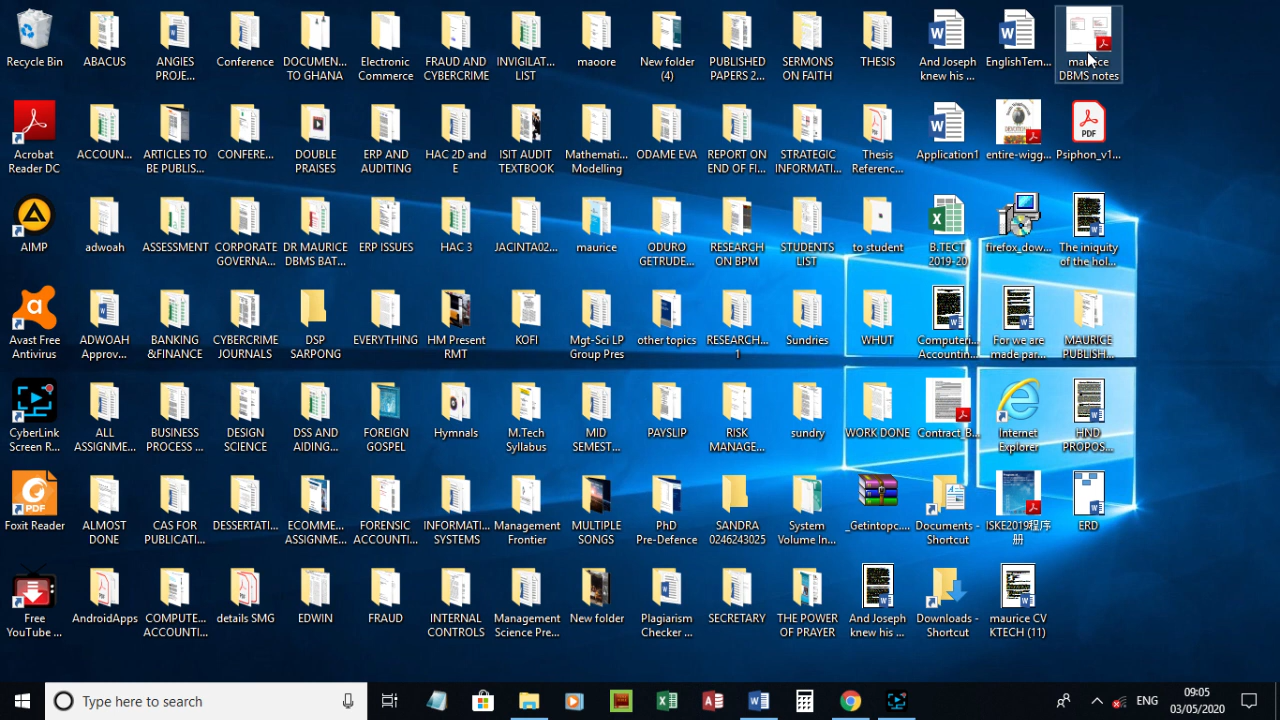 Recycle Bin
ABACUS
ANGIES
PROJE...
Conference
DOCUMEN...
TO GHANA
Electronic
Commerce
FRAUD AND
CYBERCRIME
INVIGILAT...
LIST
maoore
New folder
(4)
PUBLISHED
PAPERS 2...
SERMONS
ON FAITH
THESIS
And Joseph
knew his ...
EnglishTem...
maurice
DBMS notes
Acrobat
Reader DC
ACCOUN...
ARTICLES TO
BE PUBLIS...
CONFERE...
DOUBLE
PRAISES
ERP AND
AUDITING
HAC 2D and
E
ISIT AUDIT
TEXTBOOK
Mathemati...
Modelling
ODAME EVA
REPORT ON
END OF FI...
STRATEGIC
INFORMATI...
Thesis
Referenc...
Application1
entire-wigg...
PDF
Psiphon_v1...
AIMP
adwoah
ASSESSMENT
CORPORATE
GOVERNA...
DR MAURICE
DBMS BAT...
ERP ISSUES
HAC 3
JACINTA02...
maurice
ODURO
GETRUDE...
RESEARCH
ON BPM
STUDENTS
LIST
to student
B.TECT
2019-20
firefox_dow...
The iniquity
of the hol...
Avast Free
Antivirus
ADWOAH
Approv...
BANKING
&FINANCE
CYBERCRIME
JOURNALS
DSP
SARPONG
EVERYTHING
HM Present
RMT
KOFI
Mgt-Sci LP
Group Pres
other topics
RESEARCH...
1
Sundries
WHUT
Computeri...
Accountin...
For we are
made par...
MAURICE
PUBLISH...
CyberLink
Screen R...
ALL
ASSIGNME...
BUSINESS
PROCESS ...
DESIGN
SCIENCE
DSS AND
AIDING...
FOREIGN
GOSPEL
Hymnals
M.Tech
Syllabus
MID
SEMEST...
PAYSLIP
RISK
MANAGE...
sundry
WORK DONE
Contract_B...
Internet
Explorer
HND
PROPOS...
PDF
Foxit Reader
ALMOST
DONE
CAS FOR
PUBLICATI...
DESSERTATI...
ECOMME...
ASSIGNME...
FORENSIC
ACCOUNTI...
INFORMATI...
SYSTEMS
Management
Frontier
MULTIPLE
SONGS
PhD
Pre-Defence
SANDRA
0246243025
System
Volume In...
_Getintopc....
Documents -
Shortcut
ISKE2019程序
册
ERD
Free
YouTube ...
AndroidApps
COMPUTE...
ACCOUNTI...
details SMG
EDWIN
FRAUD
INTERNAL
CONTROLS
Management
Science Pre...
New folder
Plagiarism
Checker ...
SECRETARY
THE POWER
OF PRAYER
And Joseph
knew his ...
Downloads -
Shortcut
maurice CV
KTECH (11)
Type here to search
ENG
09:05
03/05/2020